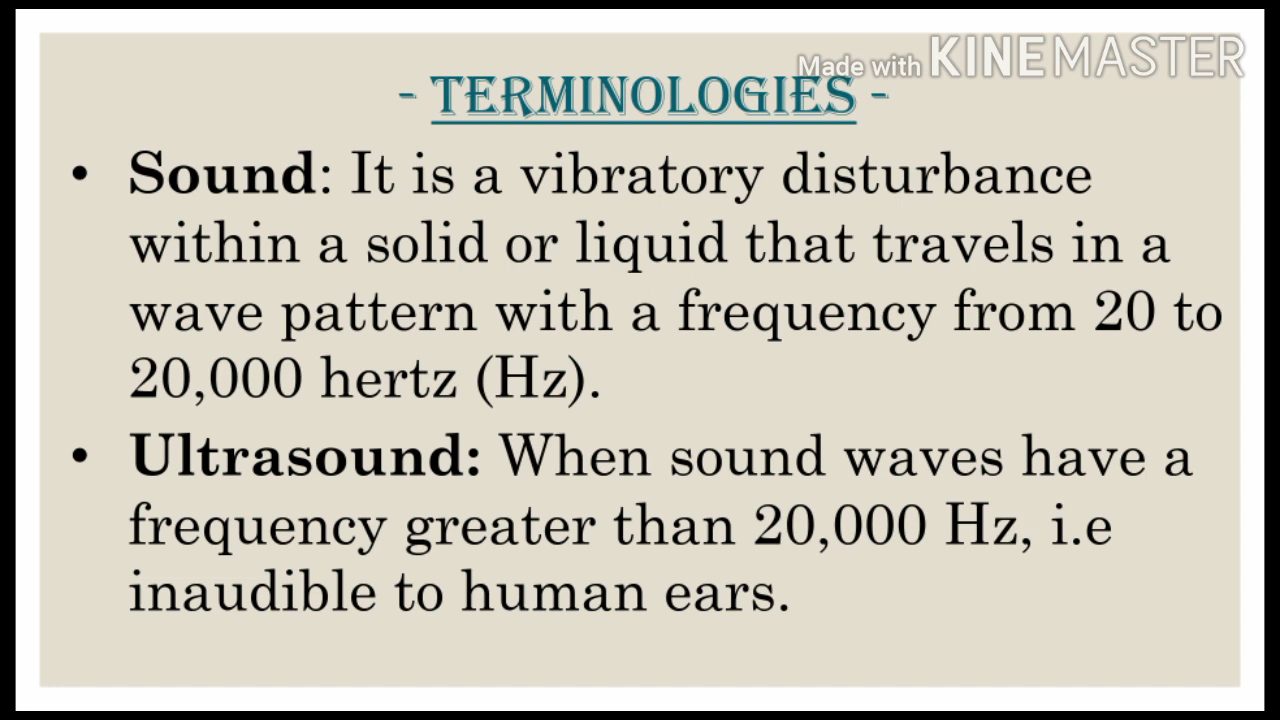 Made with KINEMASTER
- TERMINOLOGIES -
• Sound: It is a vibratory disturbance
within a solid or liquid that travels in a
wave pattern with a frequency from 20 to
20,000 hertz (Hz).
• Ultrasound: When sound waves have a
frequency greater than 20,000 Hz, i.e
inaudible to human ears.